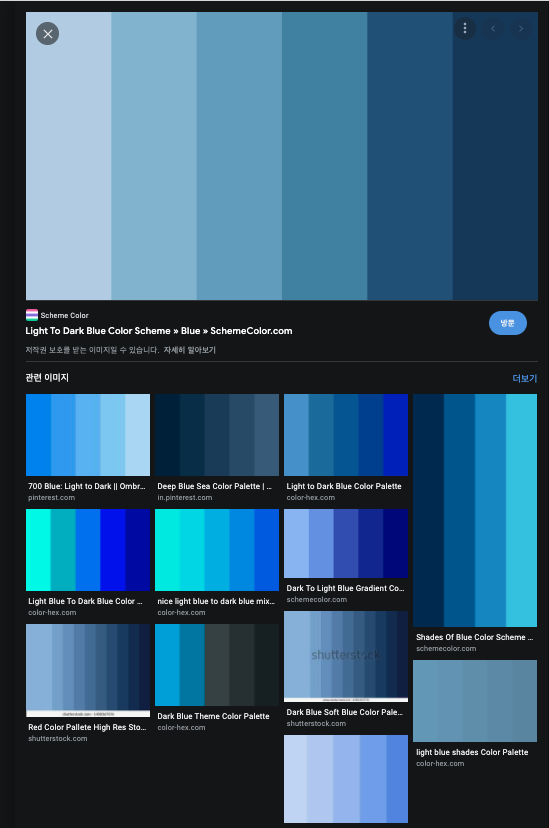 Scheme Color
Light To Dark Blue Color Scheme » Blue » SchemeColor.com
방문
저작권 보호를 받는 이미지일 수 있습니다. 자세히 알아보기
관련 이미지
더보기
700 Blue: Light to Dark || Ombr...
pinterest.com
Deep Blue Sea Color Palette | ...
in.pinterest.com
Light to Dark Blue Color Palette
color-hex.com
Light Blue To Dark Blue Color ...
color-hex.com
nice light blue to dark blue mix...
color-hex.com
Dark To Light Blue Gradient Co...
schemecolor.com
Shades Of Blue Color Scheme ...
schemecolor.com
shutterstock
Red Color Pallete High Res Sto...
shutterstock.com
Dark Blue Theme Color Palette
color-hex.com
Dark Blue Soft Blue Color Pale...
shutterstock.com
light blue shades Color Palette
color-hex.com